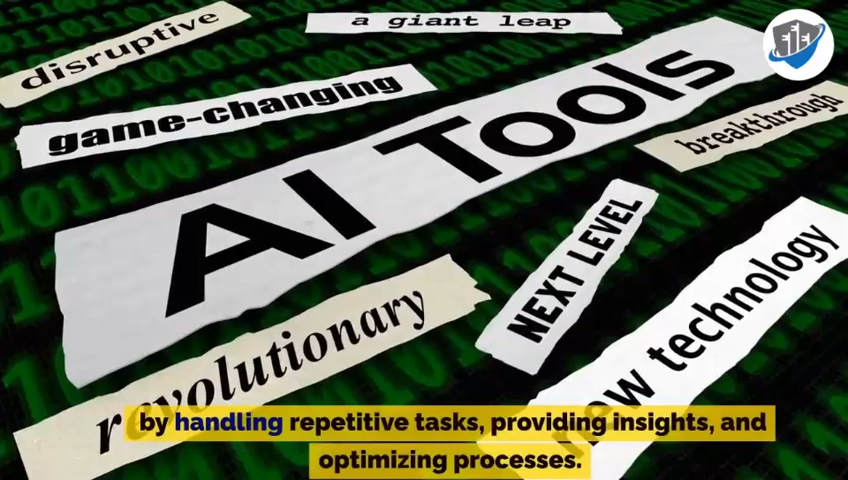 disruptive
a giant leap
game-changing
AI Tools
breakthrough
NEXT LEVEL
new technology
revolutionary
by handling repetitive tasks, providing insights, and
optimizing processes.